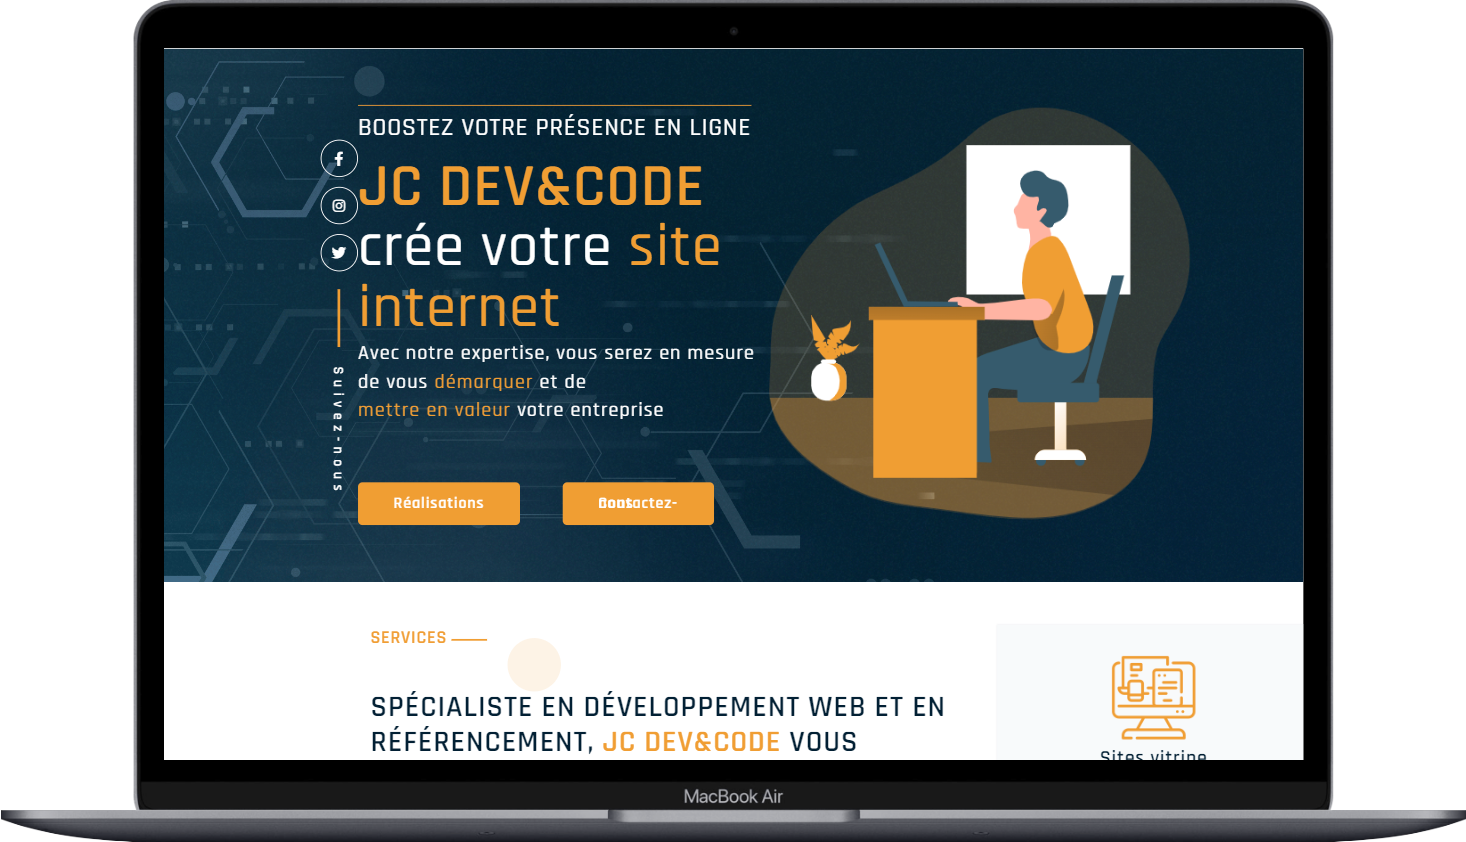 BOOSTEZ VOTRE PRÉSENCE EN LIGNE
JC DEV&CODE
crée votre site
internet
Avec notre expertise, vous serez en mesure
de vous démarquer et de
mettre en valeur votre entreprise
Suivez-nous
Réalisations
Contactez-
nous
SERVICES
SPÉCIALISTE EN DÉVELOPPEMENT WEB ET EN
RÉFÉRENCEMENT, JC DEV&CODE VOUS
Sites vitrine
MacBook Air